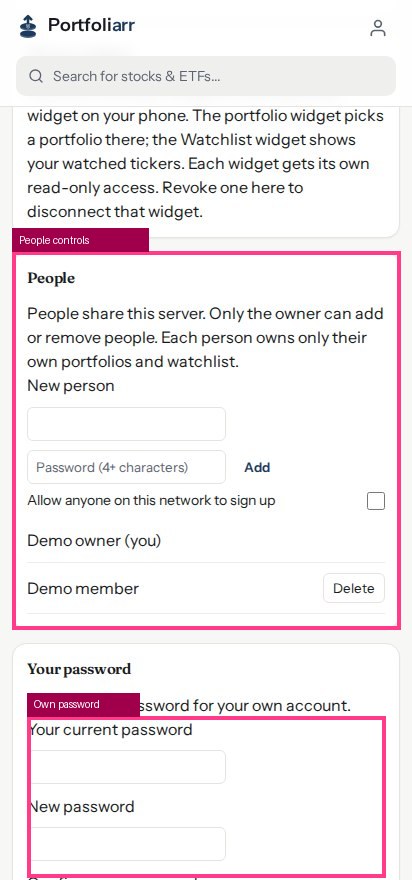 Portfoliarr
Search for stocks & ETFs...
widget on your phone. The portfolio widget picks
a portfolio there; the Watchlist widget shows
your watched tickers. Each widget gets its own
read-only access. Revoke one here to
disconnect that widget.
People controls
People
People share this server. Only the owner can add
or remove people. Each person owns only their
own portfolios and watchlist.
New person
Password (4+ characters)
Add
Allow anyone on this network to sign up
Demo owner (you)
Demo member
Delete
Your password
Own password
for your own account.
Your current password
New password